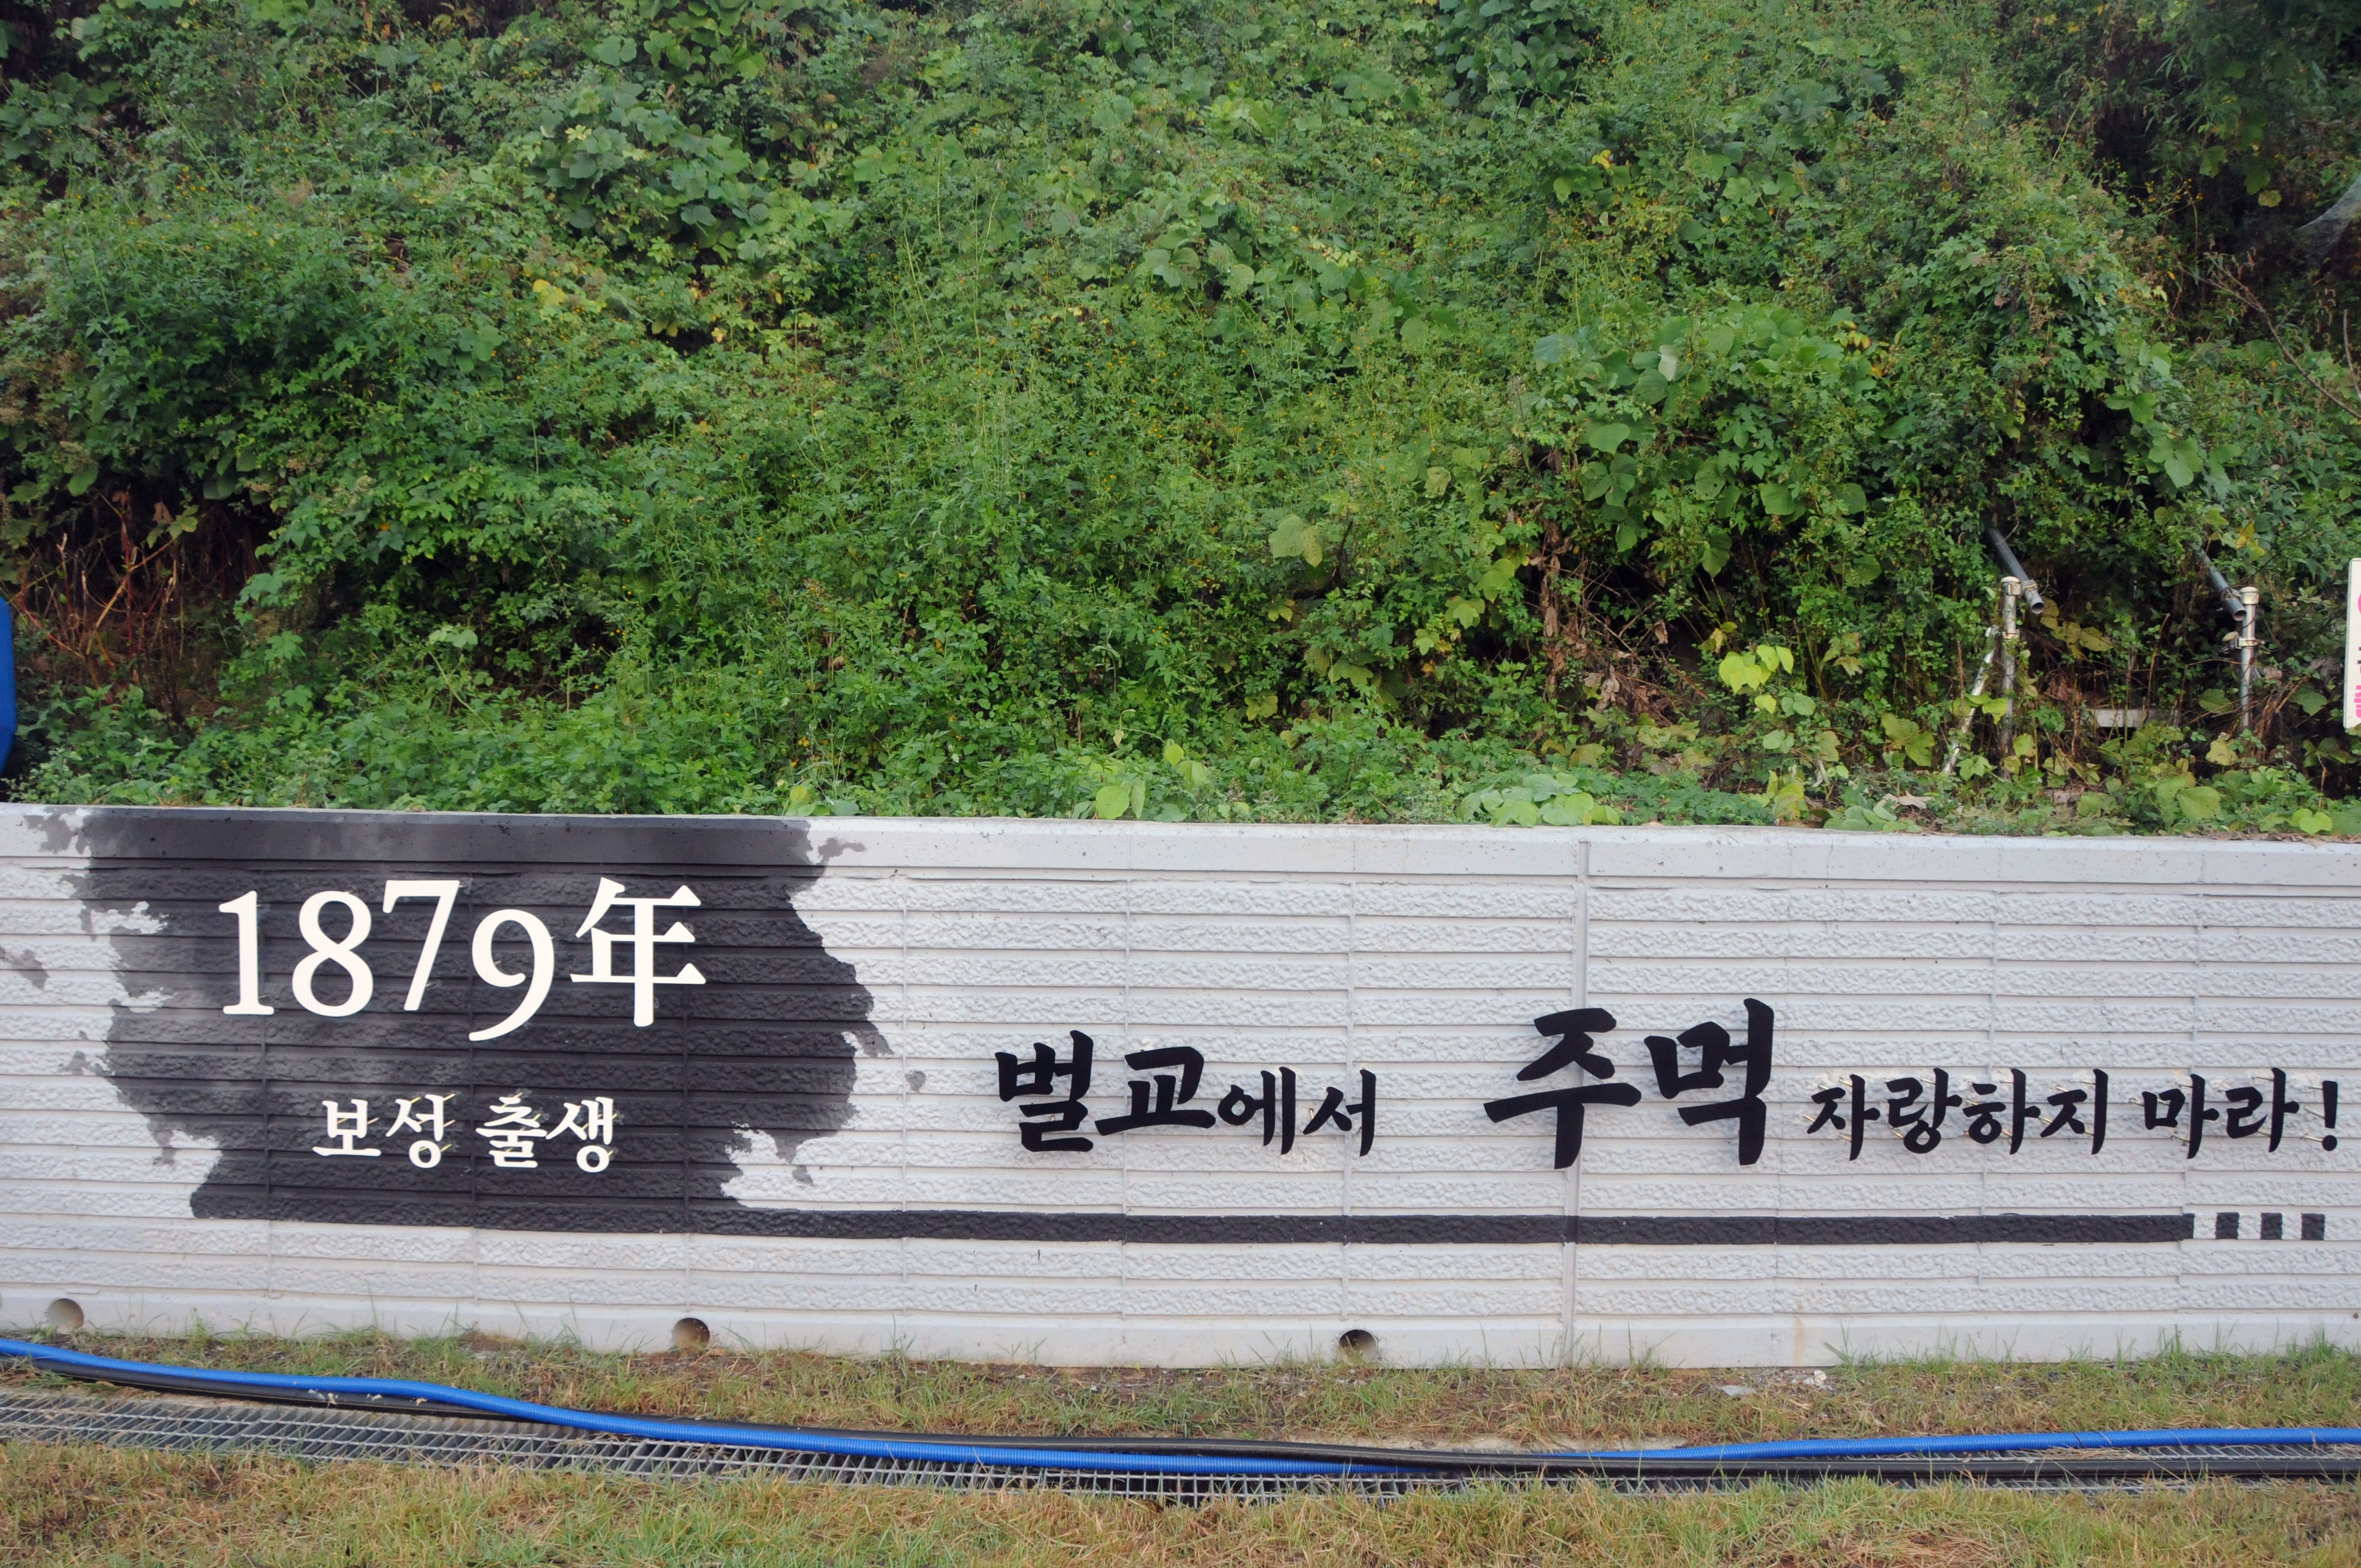 1879年
보성 출생
벌교에서 주먹 자랑하지 마라!